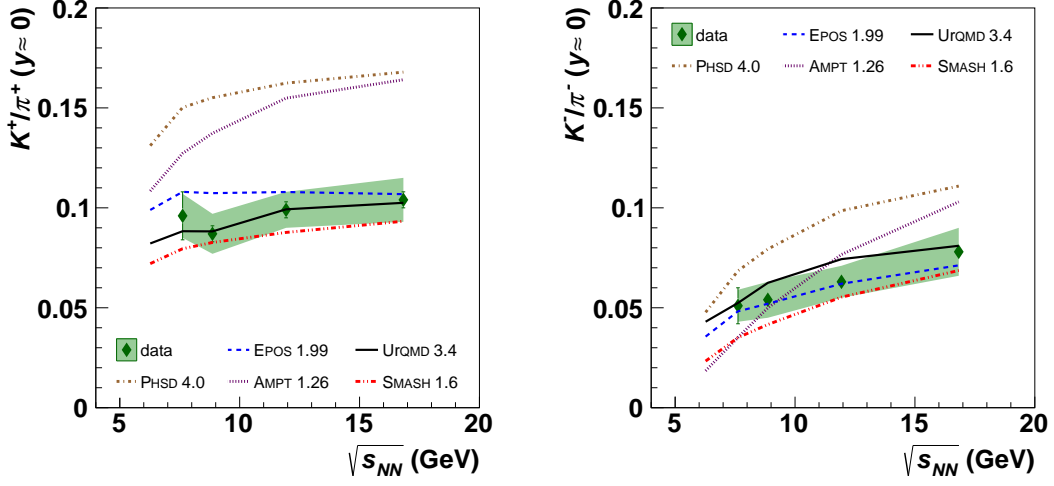 K⁺/π⁺ (y≈ 0)
0.2
0.15
0.1
0.05
0
data
EPOS 1.99
URQMD 3.4
PHSD 4.0
AMPT 1.26
SMASH 1.6
5 10 15 20
√sNN (GeV)
K⁻/π⁻ (y≈ 0)
0.2
0.15
0.1
0.05
0
data
EPOS 1.99
URQMD 3.4
PHSD 4.0
AMPT 1.26
SMASH 1.6
5 10 15 20
√sNN (GeV)